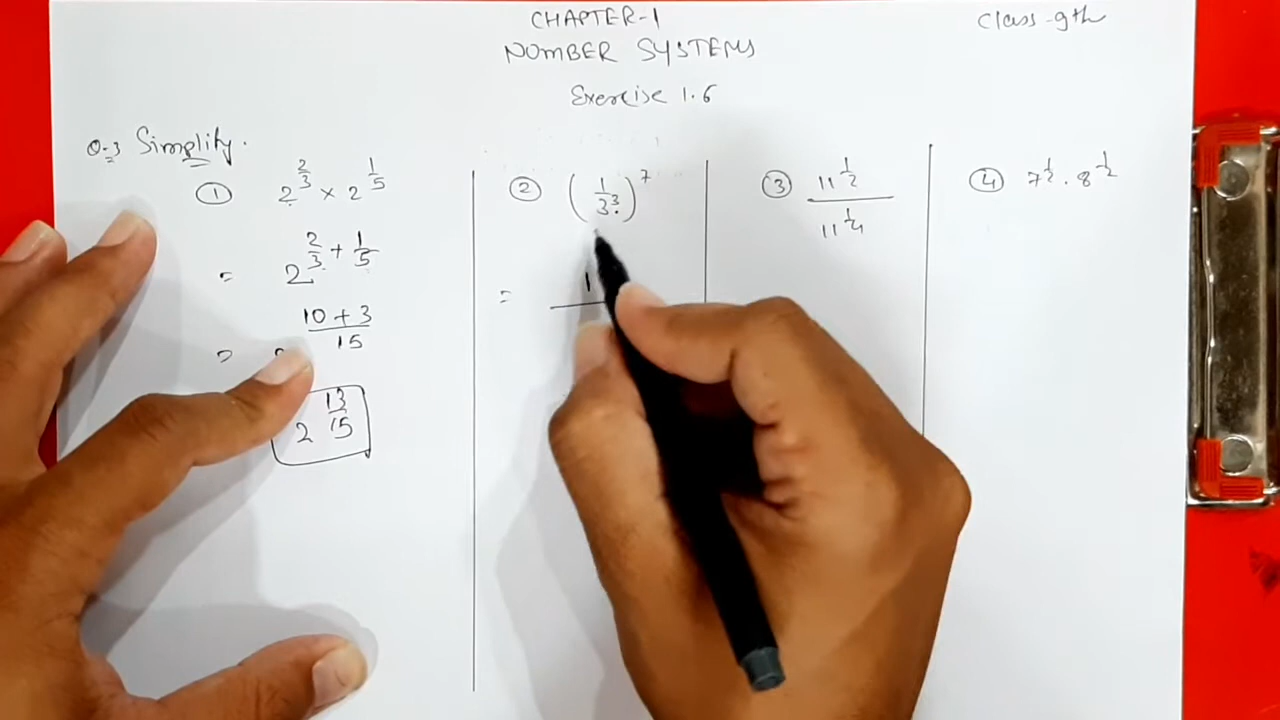 CHAPTER-1
Class-9th
NUMBER SYSTEMS
Exercise 1.6
Q.3 Simplify.
① 2^(2/3) × 2^(1/5)
= 2^(2/3 + 1/5)
= (10 + 3)/15
2^(13/15)
② (1/3^3)^7
= 1
③ 11^(1/2) / 11^(1/4)
④ 7^(1/2) . 8^(1/2)